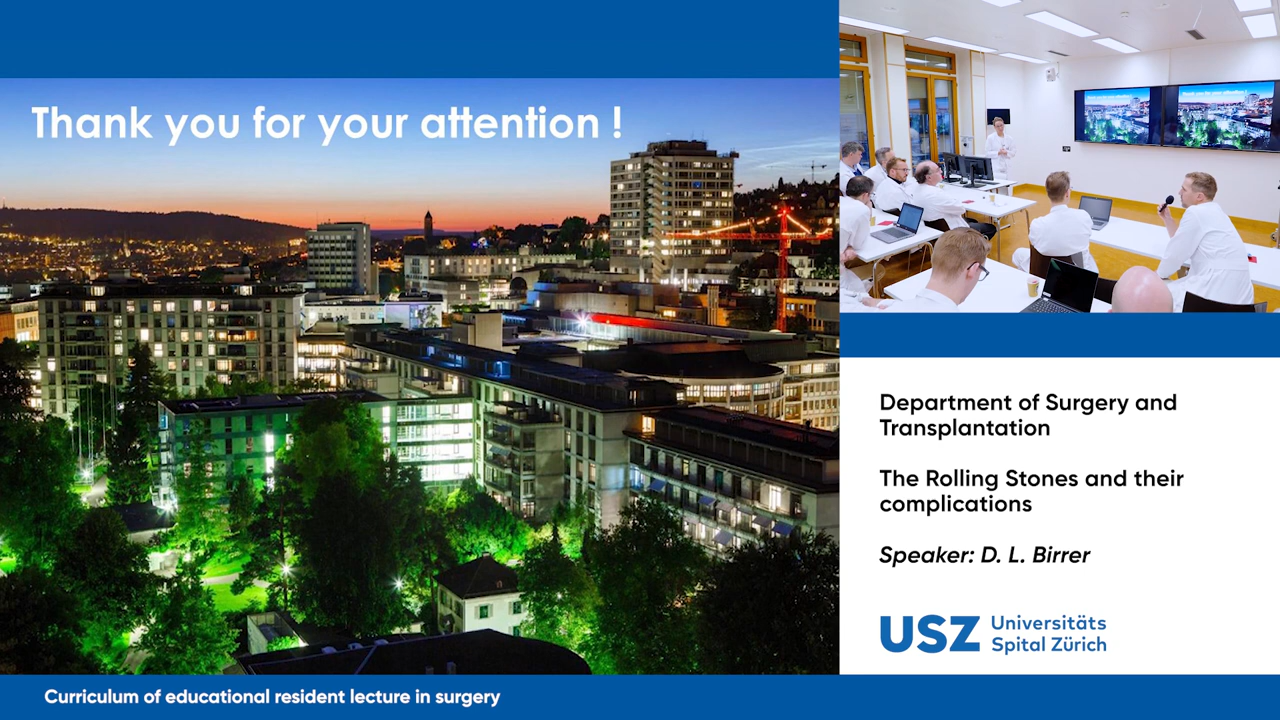 Thank you for your attention !
Department of Surgery and
Transplantation
The Rolling Stones and their
complications
Speaker: D. L. Birrer
USZ Universitäts
Spital Zürich
Curriculum of educational resident lecture in surgery